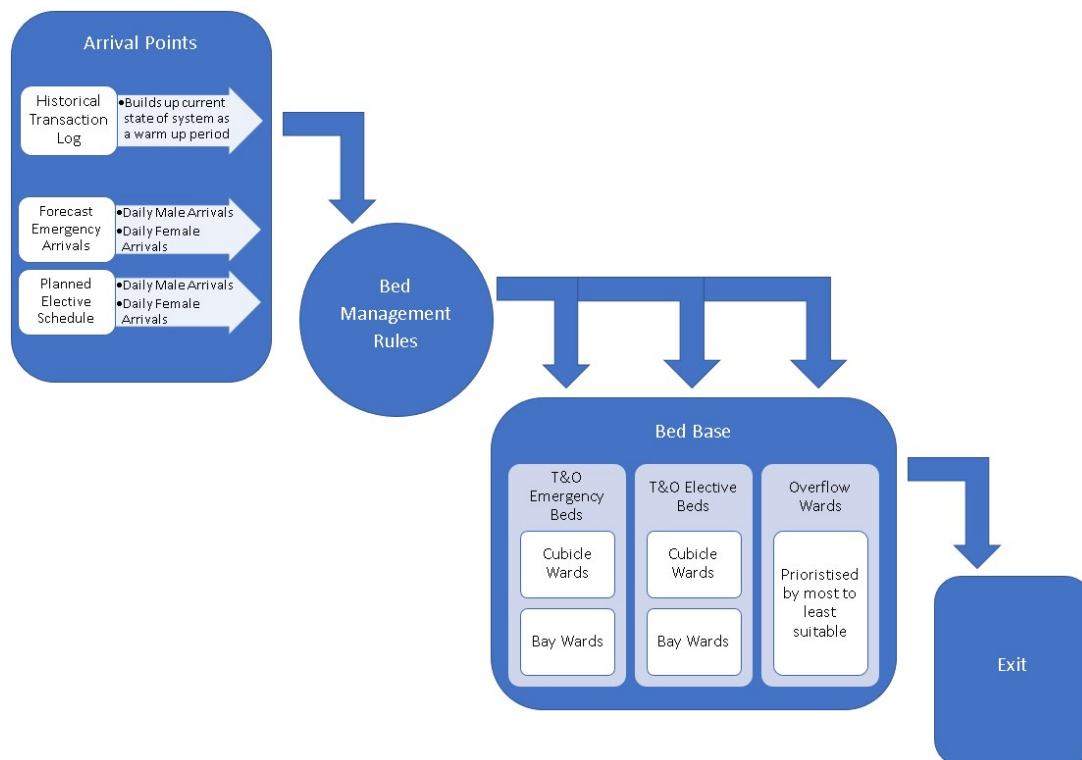 Arrival Points
Historical
Transaction
Log
•Builds up current
state of system as
a warm up period
Forecast
Emergency
Arrivals
•Daily Male Arrivals
•Daily Female
Arrivals
Planned
Elective
Schedule
•Daily Male Arrivals
•Daily Female
Arrivals
Bed
Management
Rules
Bed Base
T&O
Emergency
Beds
Cubicle
Wards
Bay Wards
T&O Elective
Beds
Cubicle
Wards
Bay Wards
Overflow
Wards
Prioristised
by most to
least
suitable
Exit